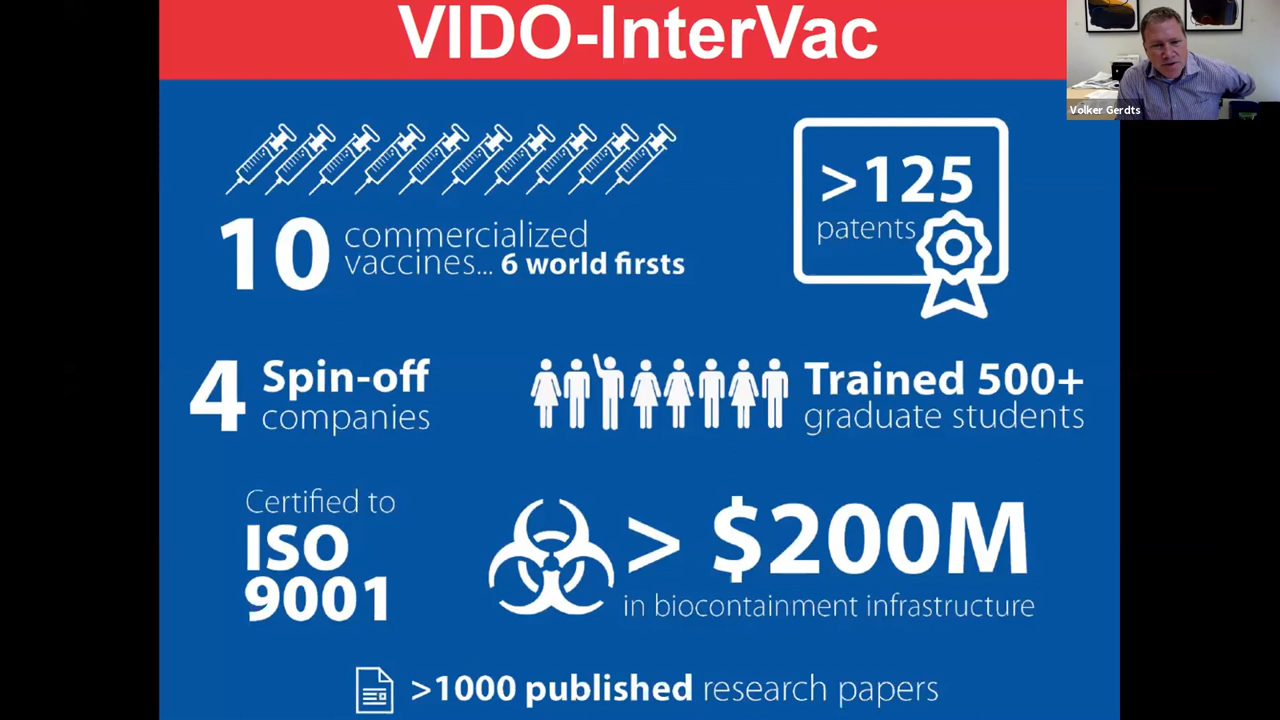 VIDO-InterVac
Volker Gerdts
10 commercialized
vaccines... 6 world firsts
>125
patents
4 Spin-off
companies
Trained 500+
graduate students
Certified to
ISO
9001
> $200M
in biocontainment infrastructure
>1000 published research papers